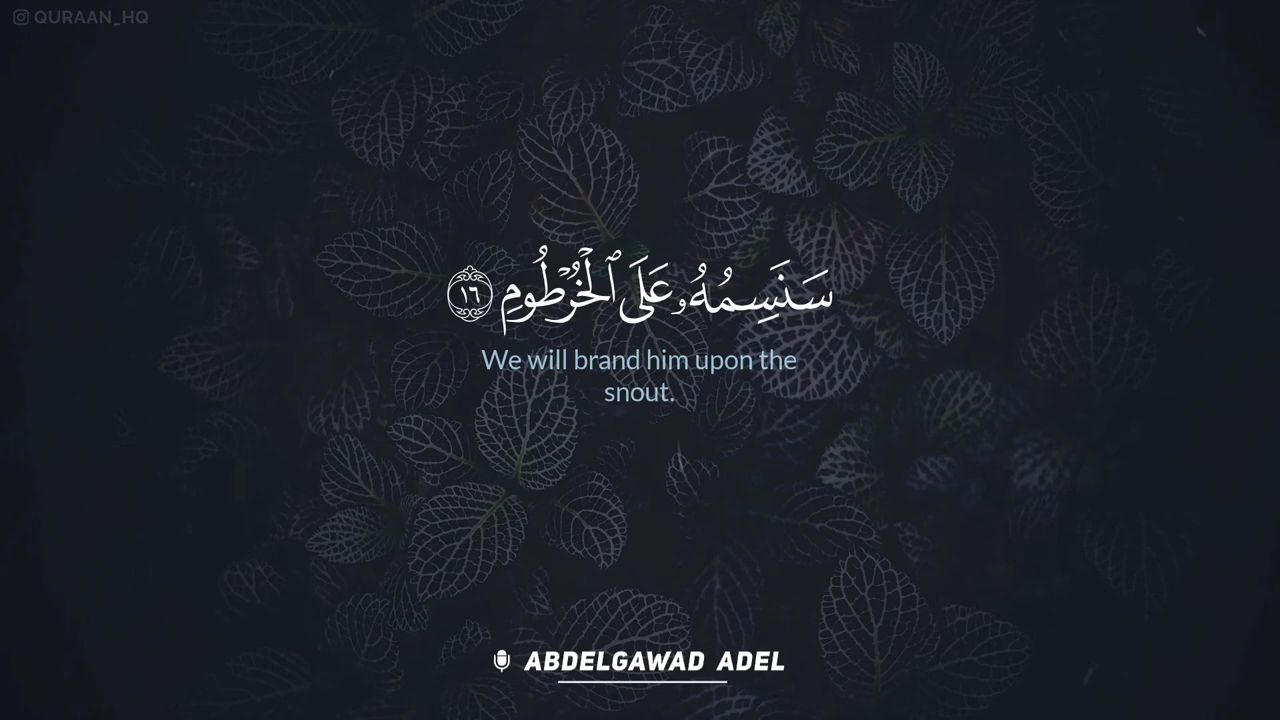 QURAAN_HQ
سَنَسِمُهُۥ عَلَى ٱلْخُرْطُومِ ١٦
We will brand him upon the
snout.
ABDELGAWAD ADEL